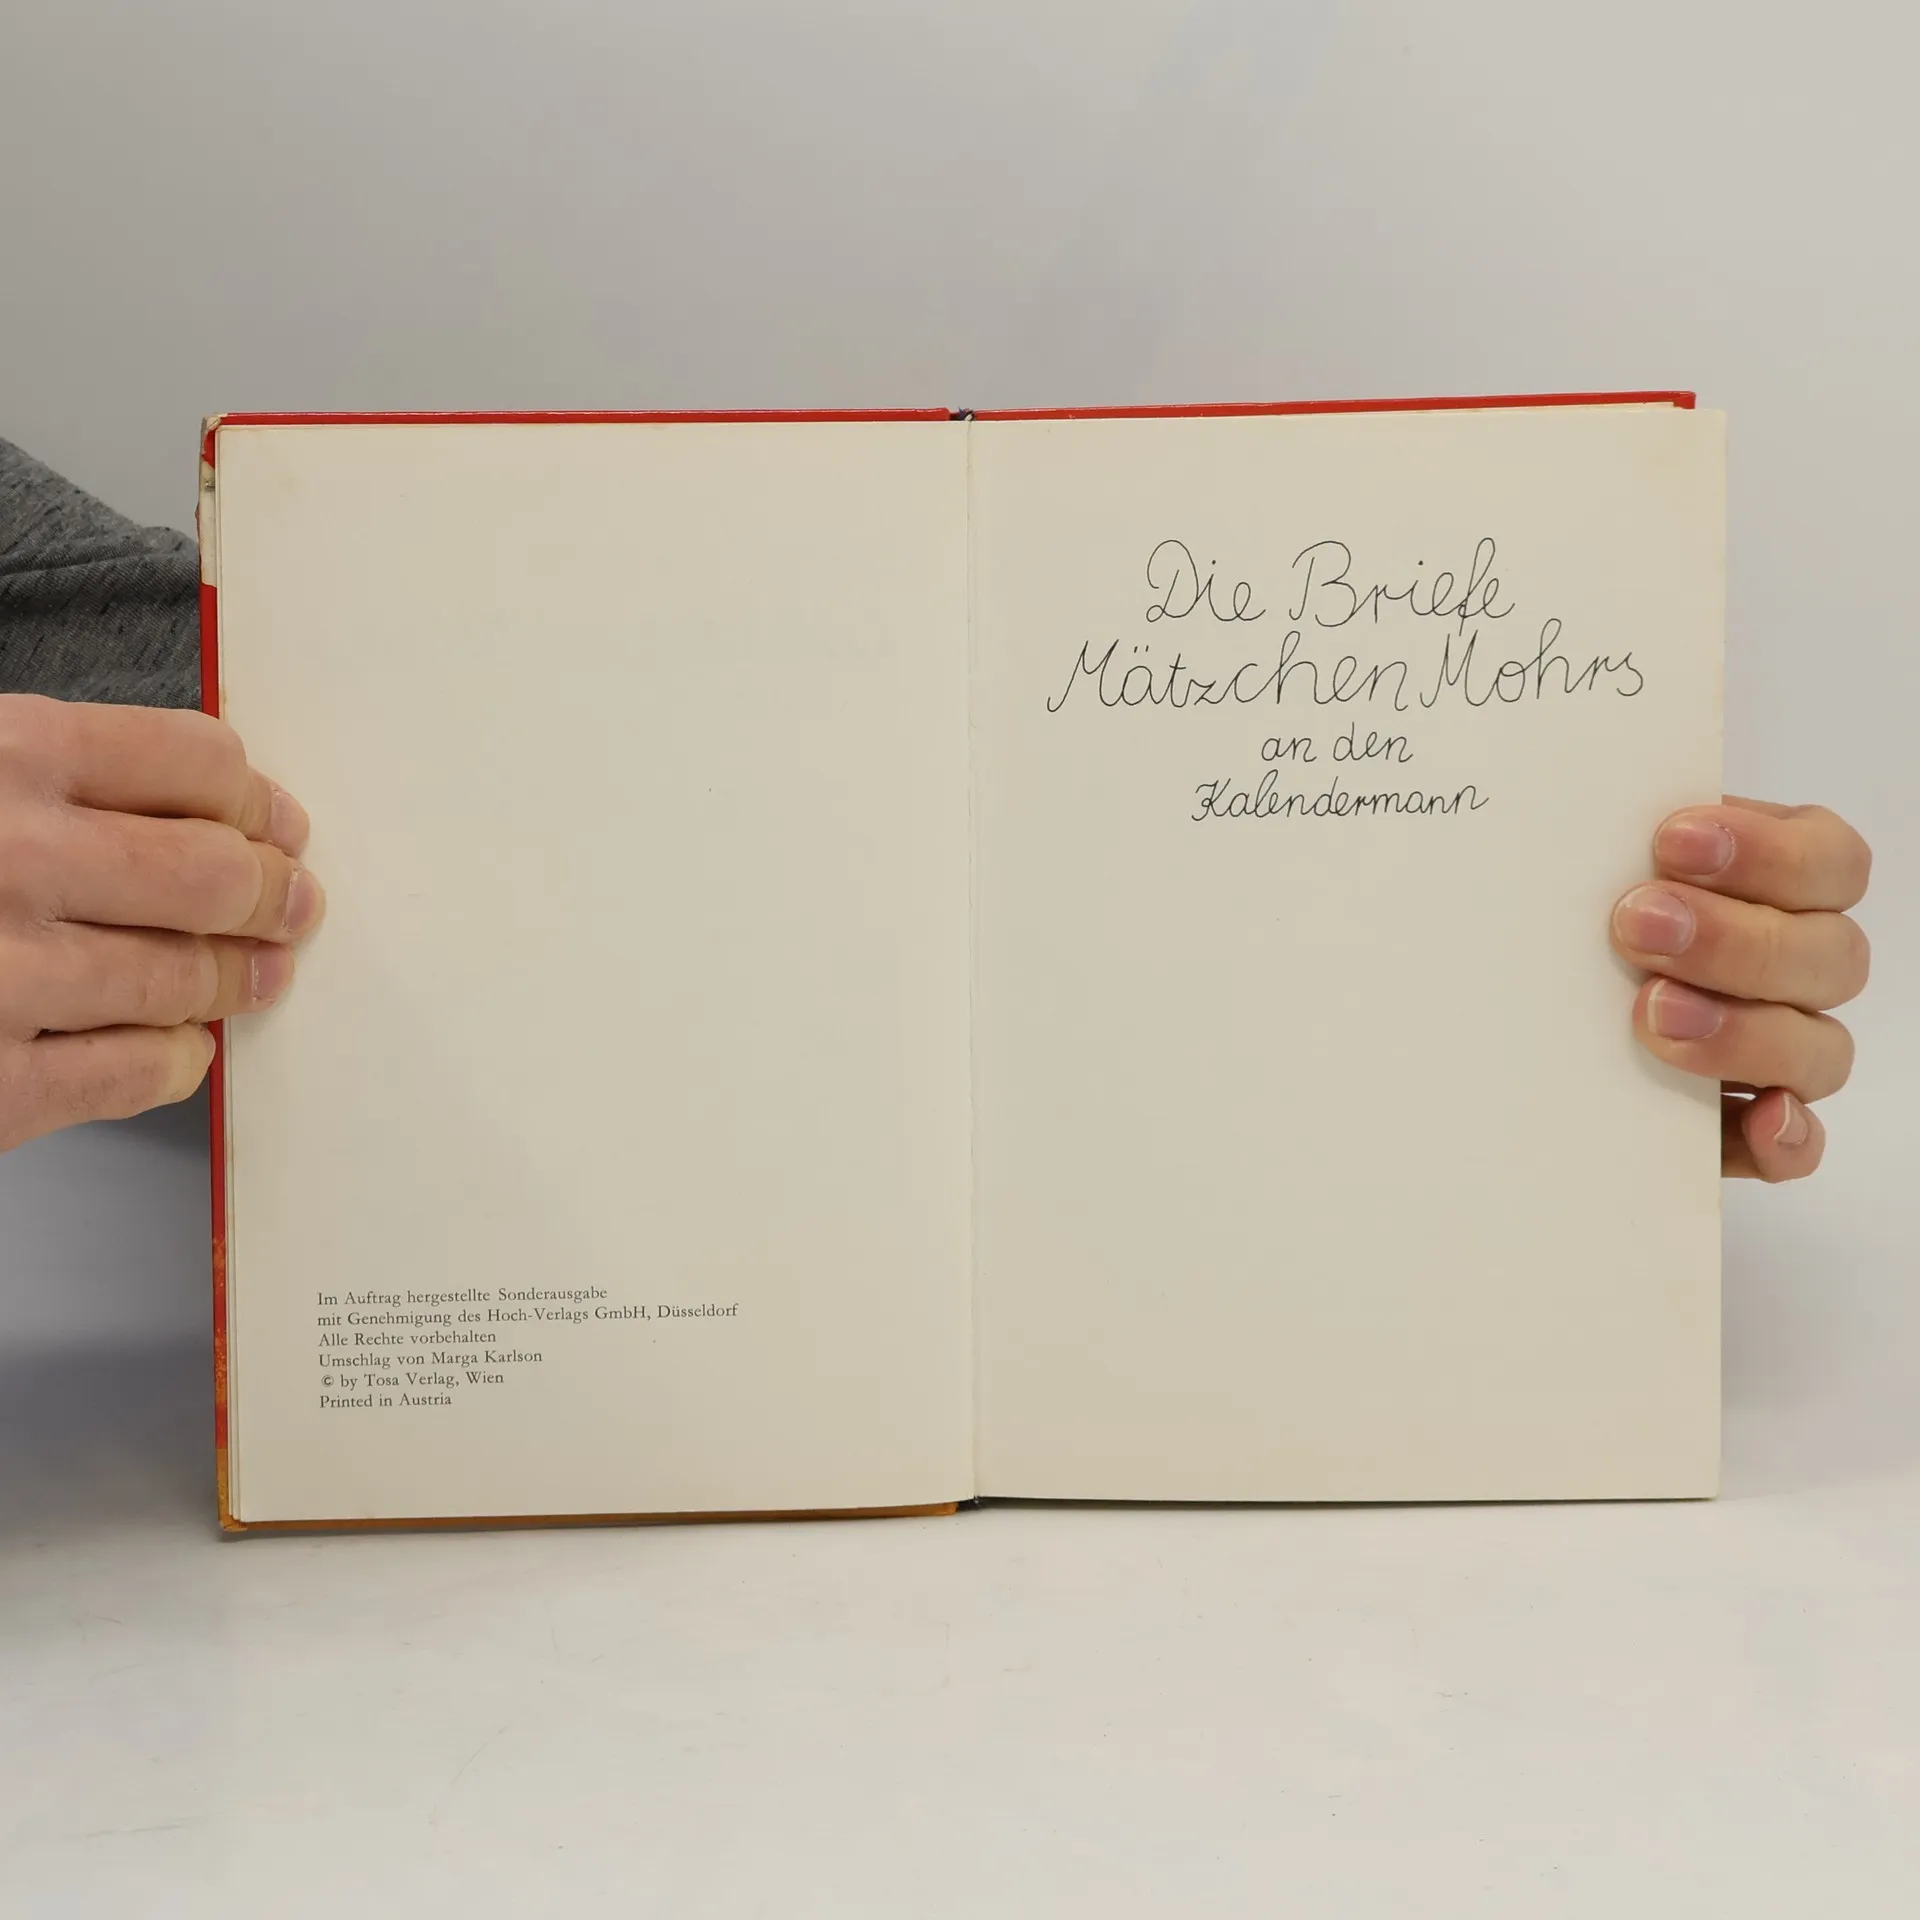 Im Auftrag hergestellte Sonderausgabe
mit Genehmigung des Hoch-Verlags GmbH, Düsseldorf
Alle Rechte vorbehalten
Umschlag von Marga Karlson
© by Tosa Verlag, Wien
Printed in Austria
Die Briefe
Mätzchen Mohrs
an den
Kalendermann